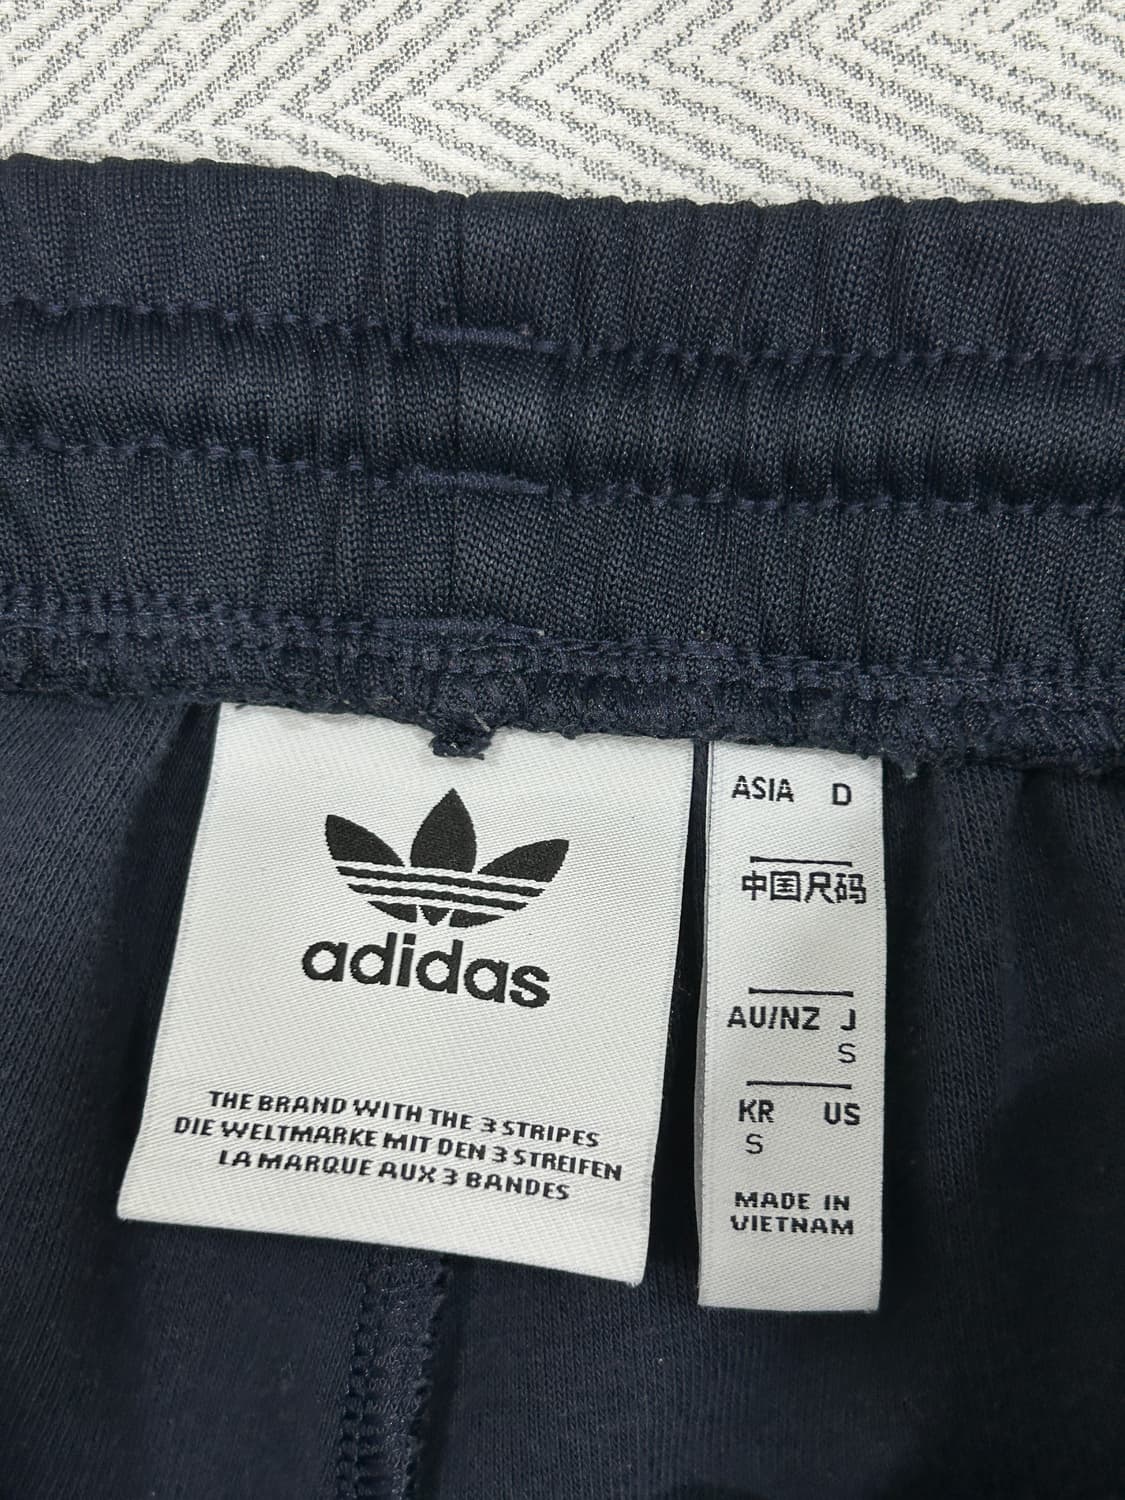 adidas
THE BRAND WITH THE 3 STRIPES
DIE WELTMARKE MIT DEN 3 STREIFEN
LA MARQUE AUX 3 BANDES
ASIA D
中国尺码
AU/NZ J
S
KR US
S
MADE IN
VIETNAM